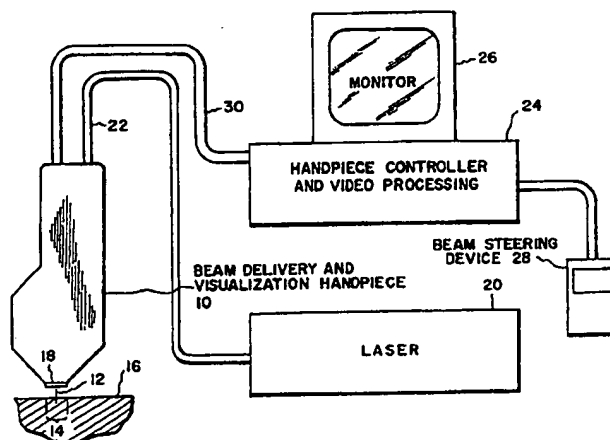 26
MONITOR
22
30
24
HANDPIECE CONTROLLER
AND VIDEO PROCESSING
BEAM STEERING
DEVICE 28
BEAM DELIVERY AND
VISUALIZATION HANDPIECE
10
20
LASER
18
12
16
14